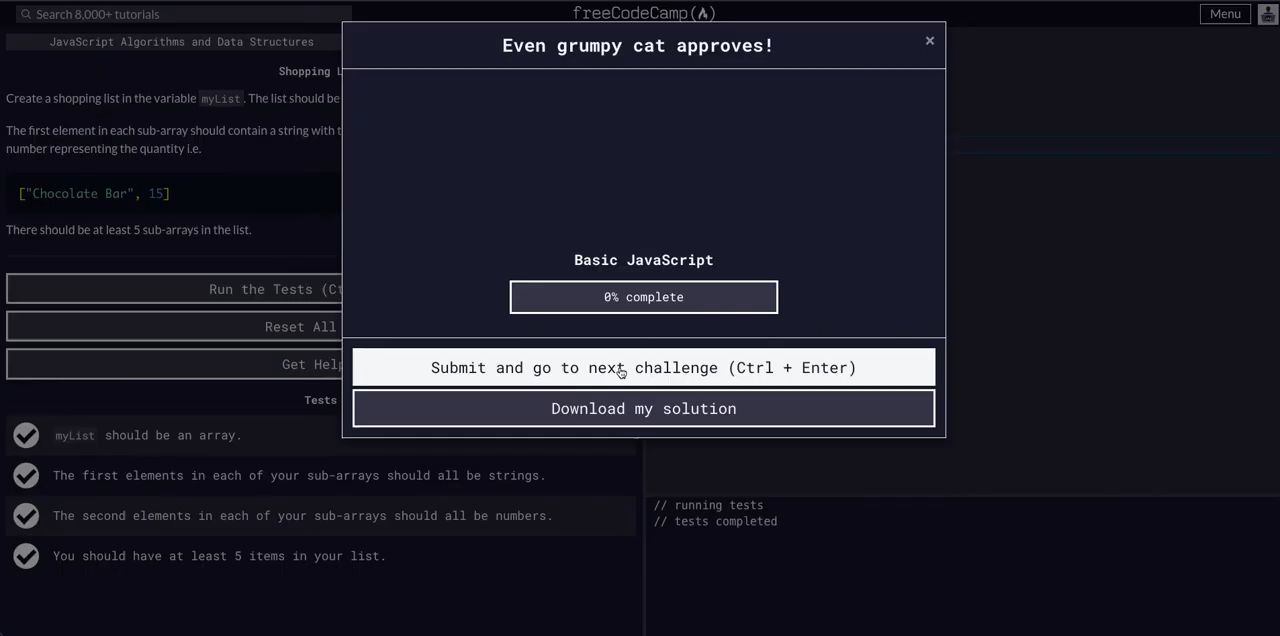 Search 8,000+ tutorials
freeCodeCamp
Menu
JavaScript Algorithms and Data Structures
Even grumpy cat approves!
×
Shopping L
Create a shopping list in the variable myList. The list should be
The first element in each sub-array should contain a string with t
number representing the quantity i.e.
["Chocolate Bar", 15]
There should be at least 5 sub-arrays in the list.
Run the Tests (Ct
Reset All
Get Help
Basic JavaScript
0% complete
Submit and go to next challenge (Ctrl + Enter)
Download my solution
Tests
myList should be an array.
The first elements in each of your sub-arrays should all be strings.
The second elements in each of your sub-arrays should all be numbers.
You should have at least 5 items in your list.
// running tests
// tests completed